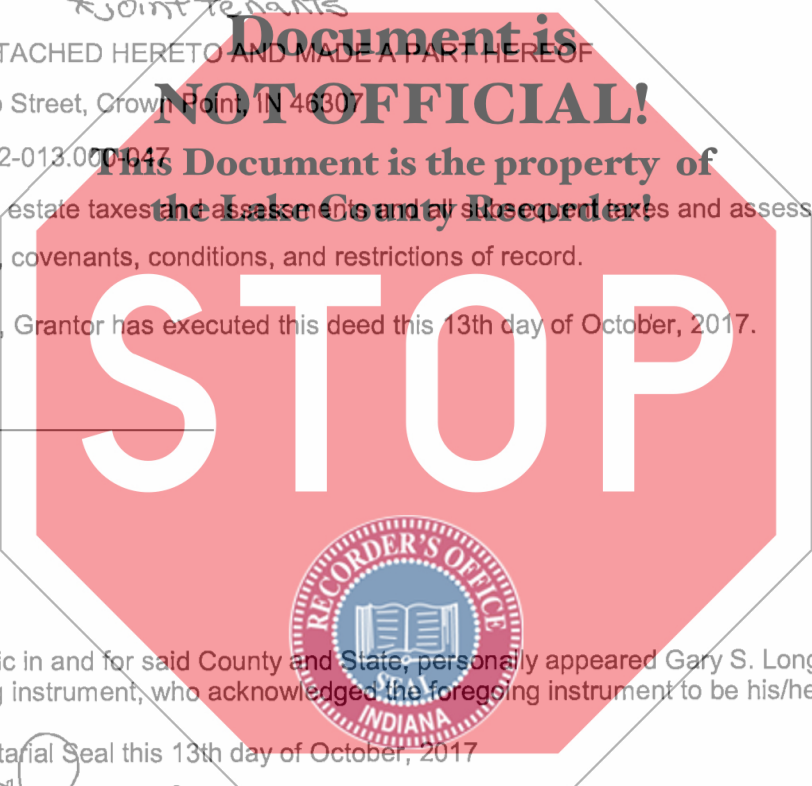 *joint tenants
TACHED HERETO AND MADE A PART HEREOF
Document is
Street, Crown Point, IN 46307
NOT OFFICIAL!
2-013.000-047
This Document is the property of
estate taxes and assessments and all subsequent taxes and assess
the Lake County Recorder!
, covenants, conditions, and restrictions of record.
, Grantor has executed this deed this 13th day of October, 2017.
STOP
RECORDER'S OFFICE
ic in and for said County and State, personally appeared Gary S. Long
SEAL
g instrument, who acknowledged the foregoing instrument to be his/he
INDIANA
tarial Seal this 13th day of October, 2017